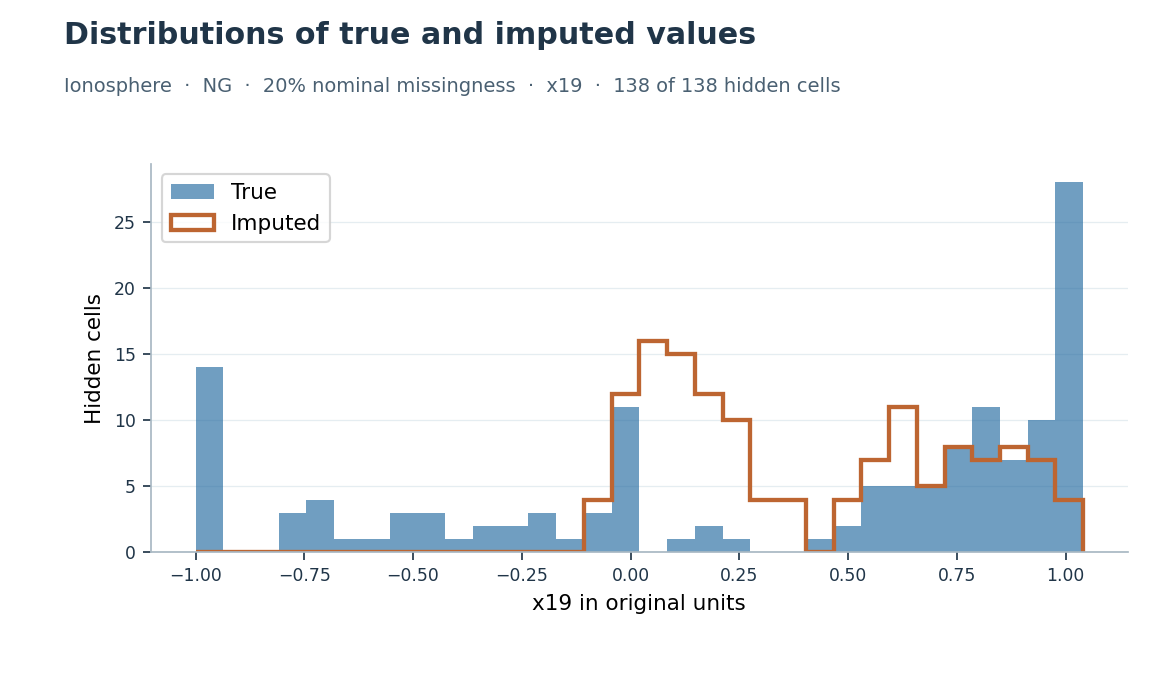 Distributions of true and imputed values
Ionosphere · NG · 20% nominal missingness · x19 · 138 of 138 hidden cells
True
Imputed
Hidden cells
25
20
15
10
5
0
−1.00 −0.75 −0.50 −0.25 0.00 0.25 0.50 0.75 1.00
x19 in original units